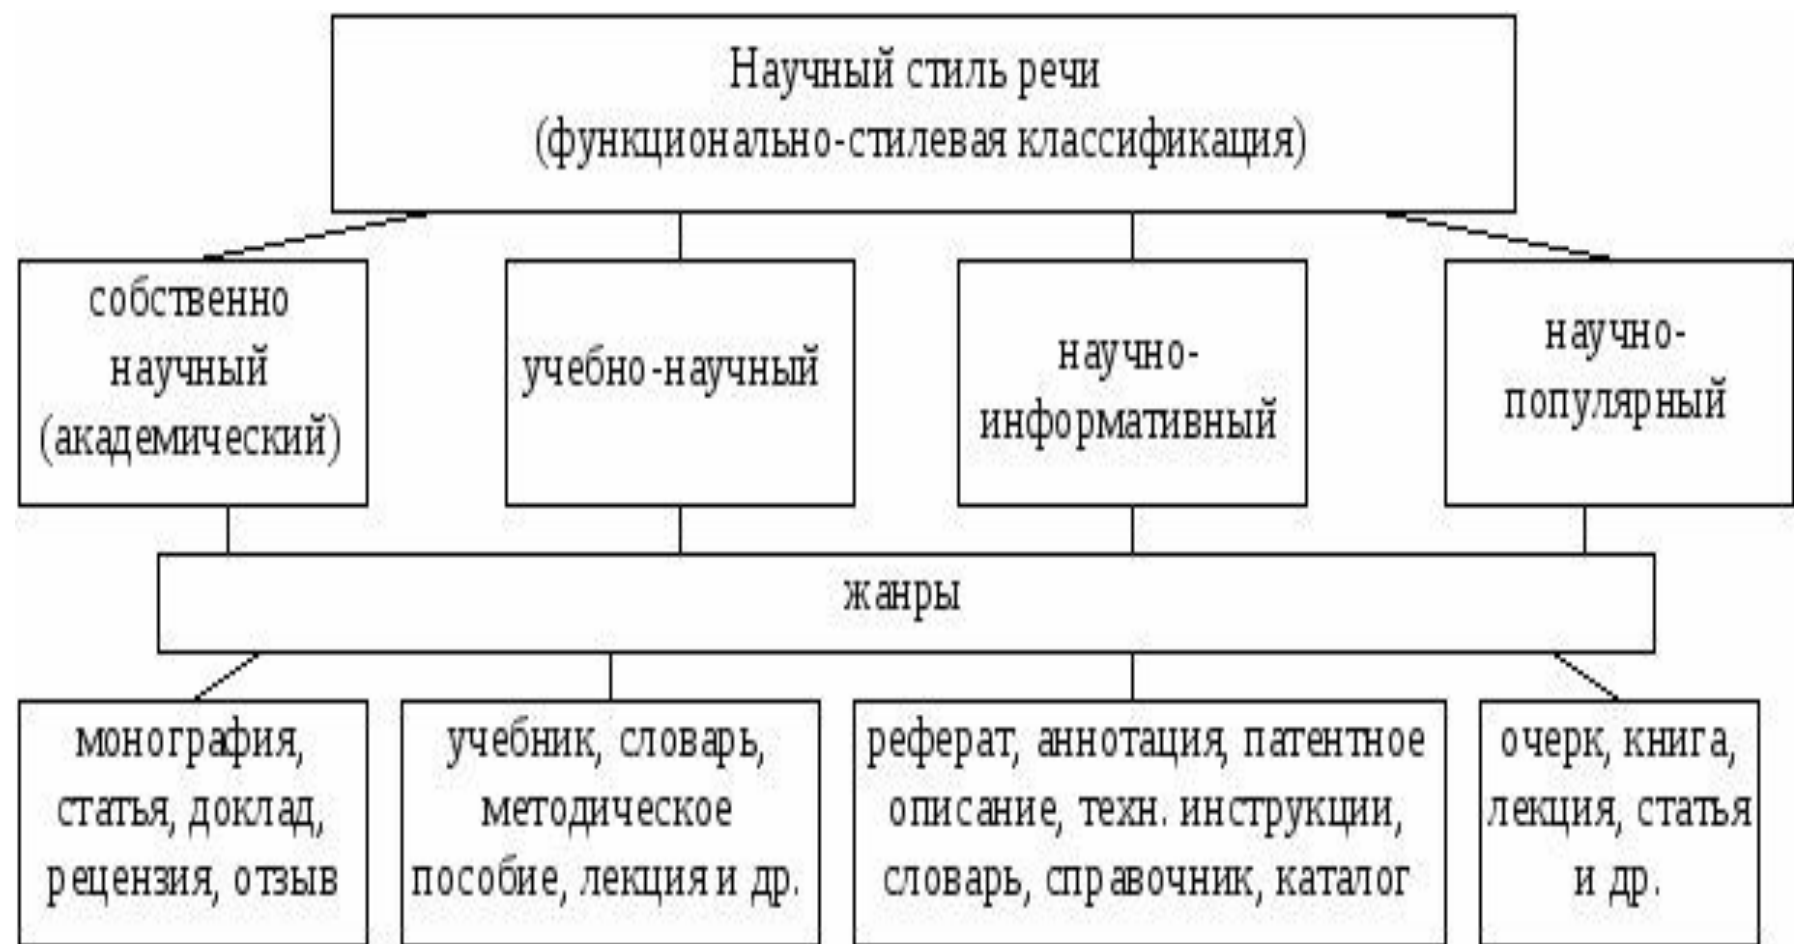 Научный стиль речи
(функционально-стилевая классификация)
собственно
научный
(академический)
учебно-научный
научно-
информативный
научно-
популярный
жанры
монография,
статья, доклад,
рецензия, отзыв
учебник, словарь,
методическое
пособие, лекция и др.
реферат, аннотация, патентное
описание, техн. инструкции,
словарь, справочник, каталог
очерк, книга,
лекция, статья
и др.